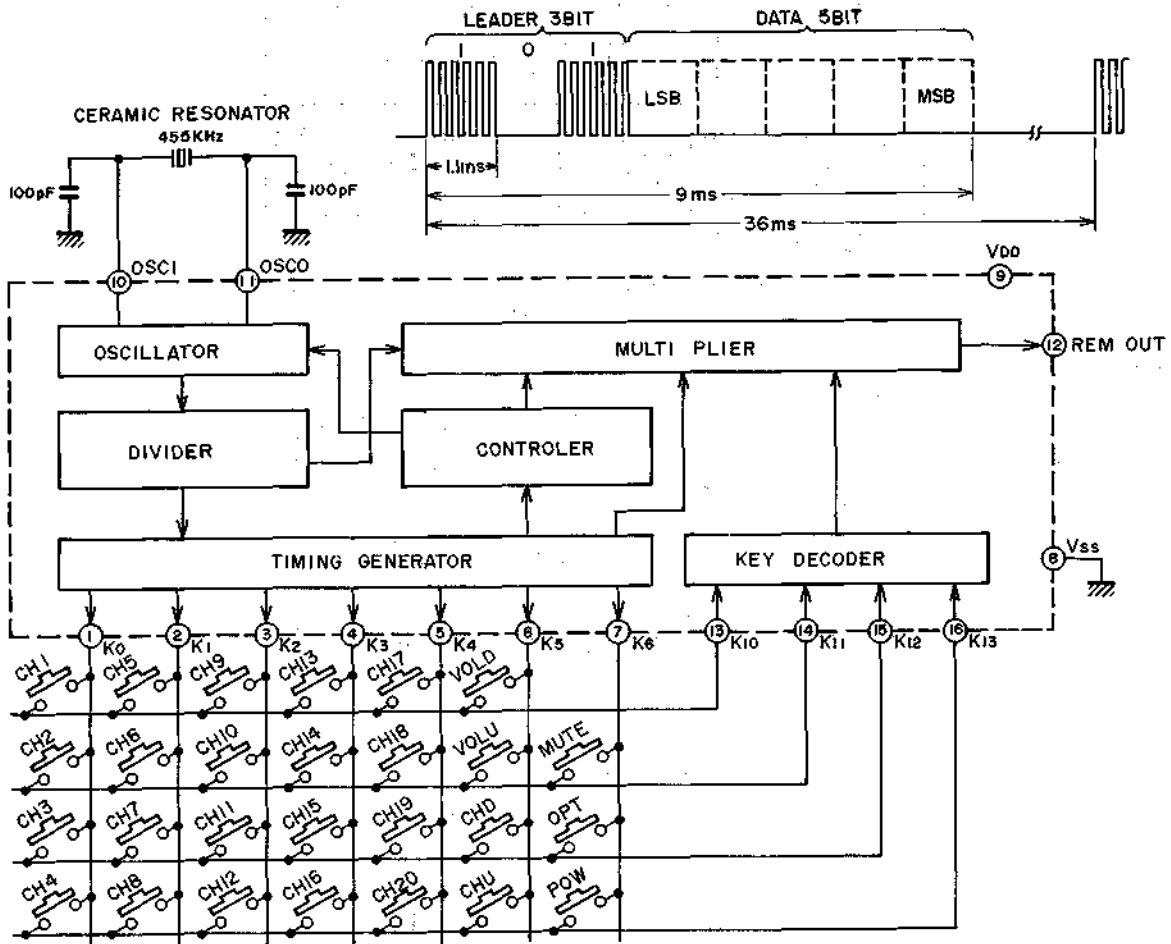 LEADER 3BIT DATA 5BIT
1 0 1
LSB MSB
CERAMIC RESONATOR
455KHz
100pF 100pF
1.1ms
9ms
36ms
10 OSCI 11 OSCO VDD 9
OSCILLATOR MULTI PLIER 12 REM OUT
DIVIDER CONTROLER
TIMING GENERATOR KEY DECODER 8 VSS
1 K0 2 K1 3 K2 4 K3 5 K4 6 K5 7 K6 13 K10 14 K11 15 K12 16 K13
CH1 CH5 CH9 CH13 CH17 VOLD
CH2 CH6 CH10 CH14 CH18 VOLU MUTE
CH3 CH7 CH11 CH15 CH19 CHD OPT
CH4 CH8 CH12 CH16 CH20 CHU POW